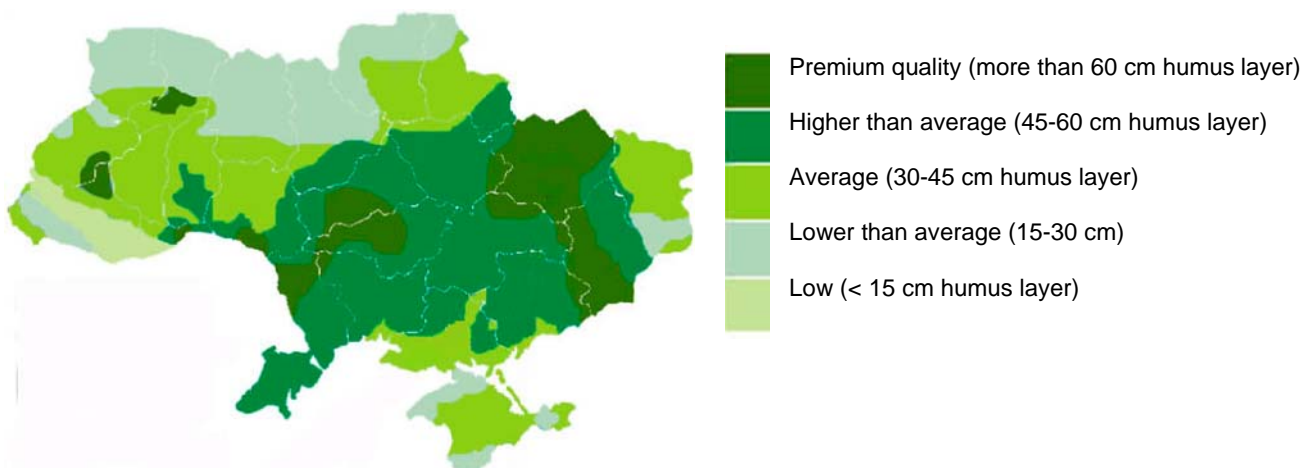 Premium quality (more than 60 cm humus layer)
Higher than average (45-60 cm humus layer)
Average (30-45 cm humus layer)
Lower than average (15-30 cm)
Low (< 15 cm humus layer)